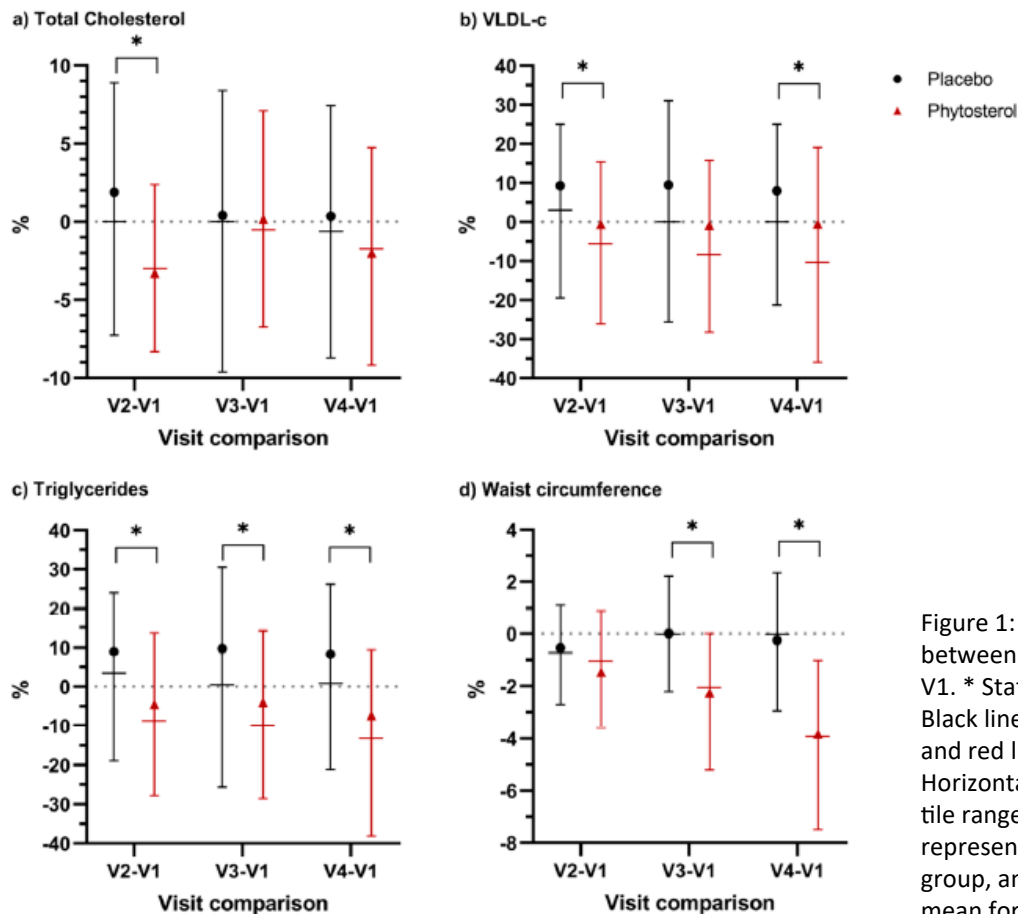 a) Total Cholesterol
*
10
5
0
-5
-10
%
V2-V1 V3-V1 V4-V1
Visit comparison
b) VLDL-c
* *
40
30
20
10
0
-10
-20
-30
-40
%
V2-V1 V3-V1 V4-V1
Visit comparison
Placebo
Phytosterol
c) Triglycerides
* * *
40
30
20
10
0
-10
-20
-30
-40
%
V2-V1 V3-V1 V4-V1
Visit comparison
d) Waist circumference
* *
4
2
0
-2
-4
-6
-8
%
V2-V1 V3-V1 V4-V1
Visit comparison
Figure 1:
between
V1. * Stat
Black line
and red l
Horizonta
tile range
represen
group, an
mean for